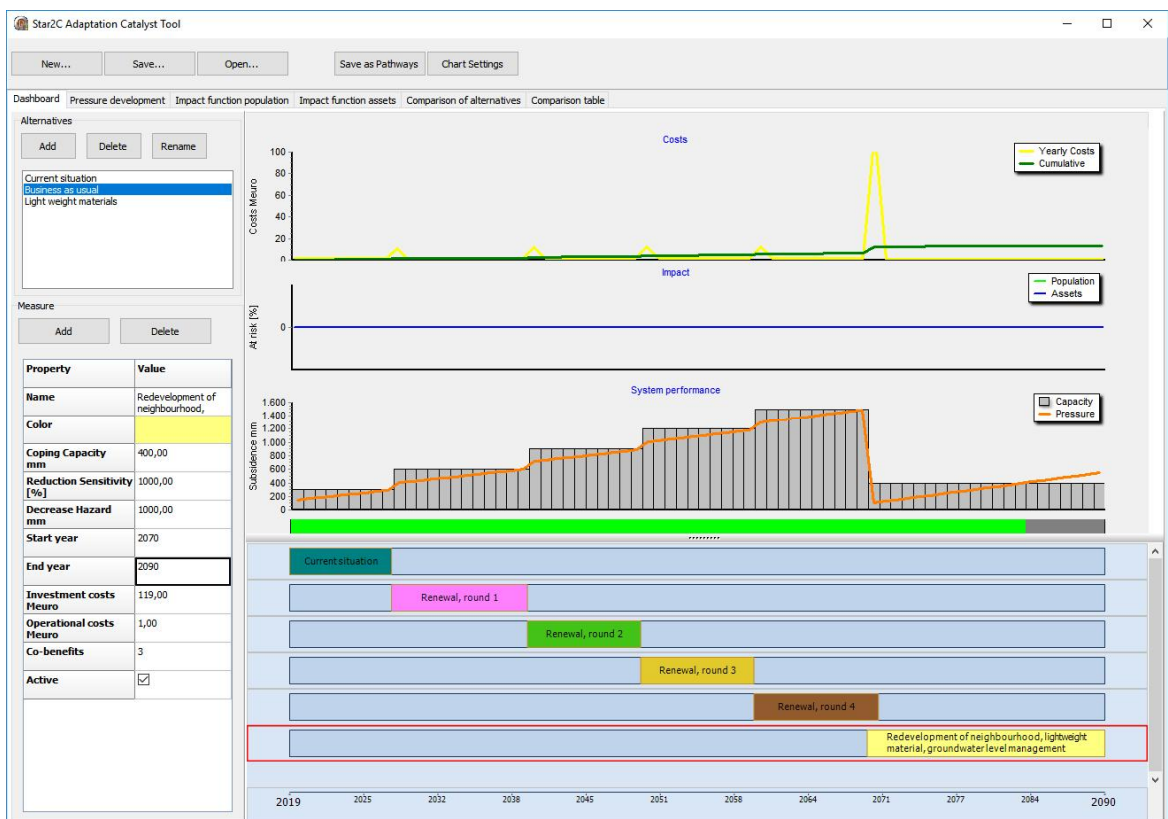 Star2C Adaptation Catalyst Tool
New... Save... Open... Save as Pathways Chart Settings
Dashboard Pressure development Impact function population Impact function assets Comparison of alternatives Comparison table
Alternatives
Add Delete Rename
Current situation
Business as usual
Light weight materials
Measure
Add Delete
Property Value
Name Redevelopment of
neighbourhood,
Color
Coping Capacity
mm
400,00
Reduction Sensitivity
[%]
1000,00
Decrease Hazard
mm
1000,00
Start year 2070
End year 2090
Investment costs
Meuro
119,00
Operational costs
Meuro
1,00
Co-benefits 3
Active
Costs
Costs Meuro
100
80
60
40
20
0
Yearly Costs
Cumulative
Impact
At risk [%]
0
Population
Assets
System performance
Subsidence mm
1.600
1.400
1.200
1.000
800
600
400
200
0
Capacity
Pressure
Current situation
Renewal, round 1
Renewal, round 2
Renewal, round 3
Renewal, round 4
Redevelopment of neighbourhood, lightweight
material, groundwater level management
2019 2025 2032 2038 2045 2051 2058 2064 2071 2077 2084 2090